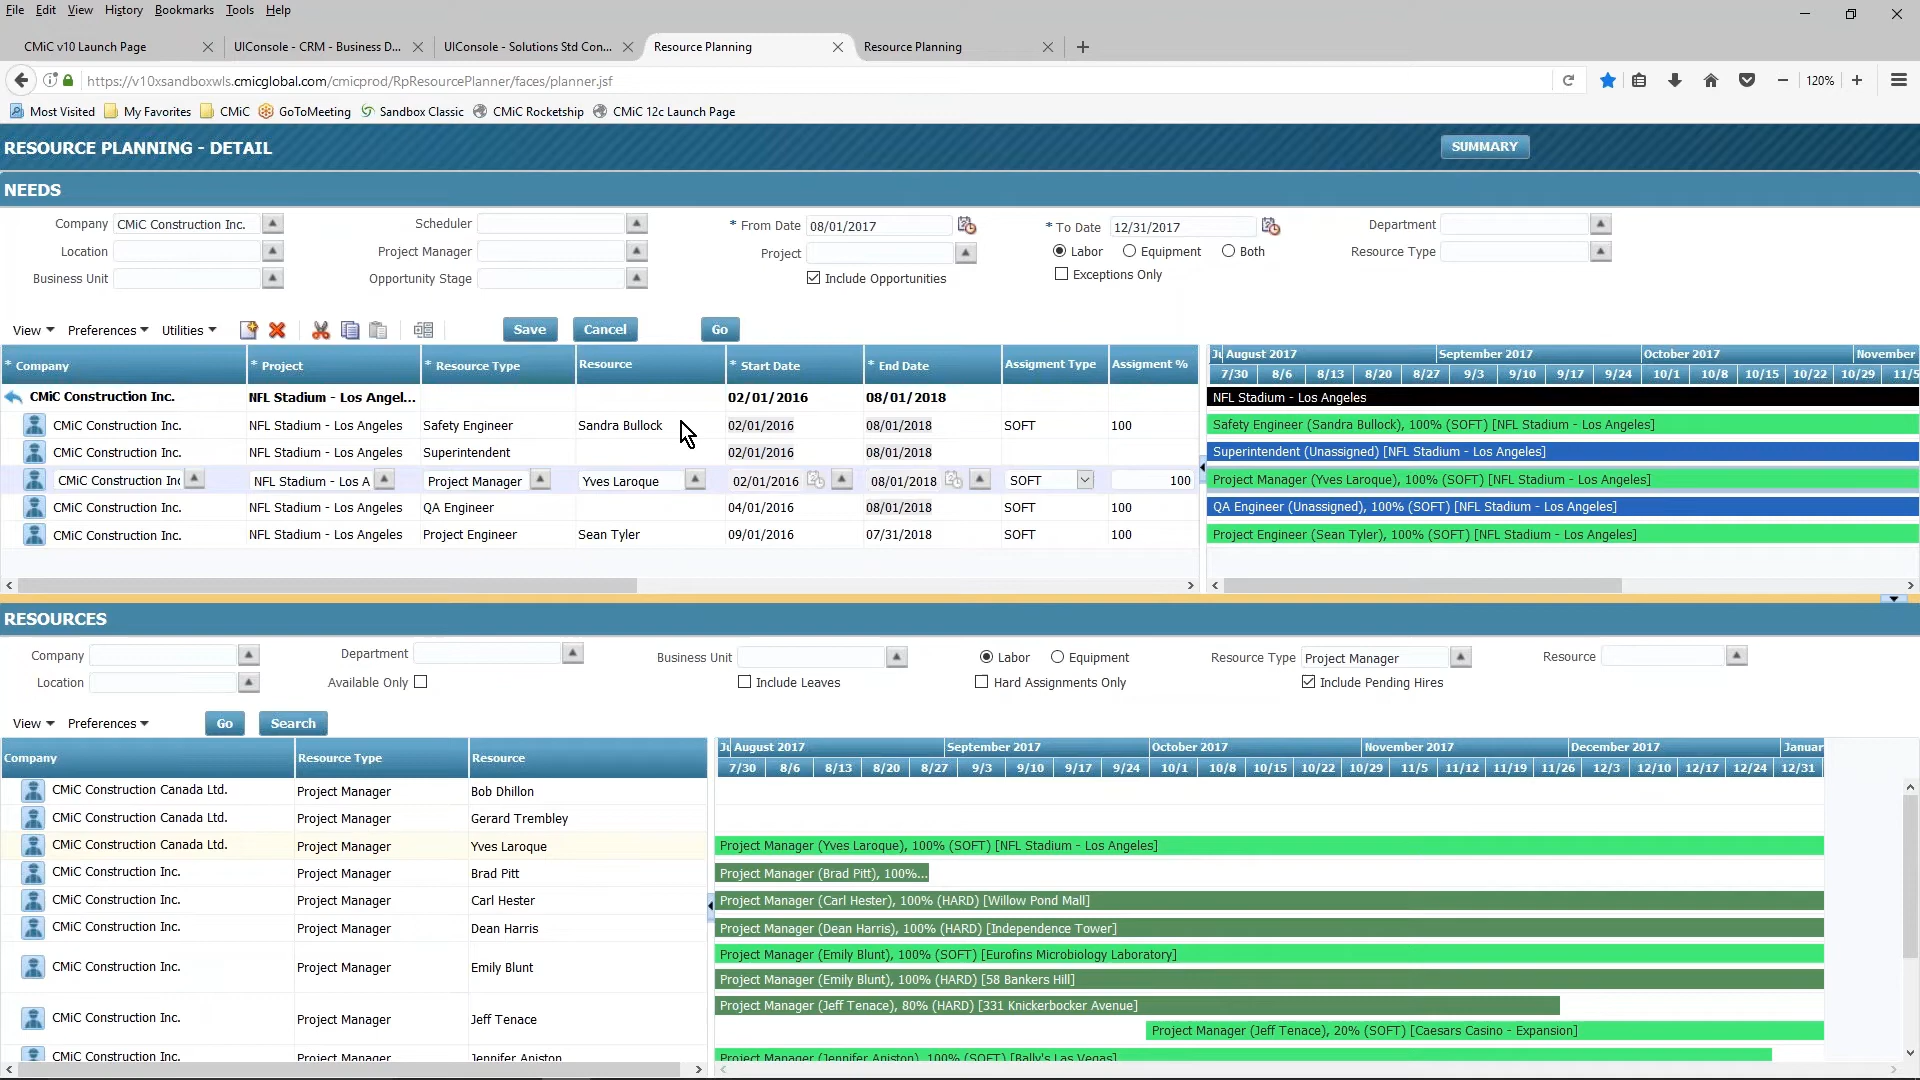 File Edit View History Bookmarks Tools Help
CMiC v10 Launch Page UIConsole - CRM - Business D... UIConsole - Solutions Std Con... Resource Planning Resource Planning
https://v10xsandboxwls.cmicglobal.com/cmicprod/RpResourcePlanner/faces/planner.jsf 120%
Most Visited My Favorites CMiC GoToMeeting Sandbox Classic CMiC Rocketship CMiC 12c Launch Page
RESOURCE PLANNING - DETAIL SUMMARY
NEEDS
Company CMiC Construction Inc. Scheduler * From Date 08/01/2017 * To Date 12/31/2017 Department
Location Project Manager Project Labor Equipment Both Resource Type
Business Unit Opportunity Stage Include Opportunities Exceptions Only
View Preferences Utilities Save Cancel Go
* Company * Project * Resource Type Resource * Start Date * End Date Assigment Type Assigment %
Ju August 2017 September 2017 October 2017 November
7/30 8/6 8/13 8/20 8/27 9/3 9/10 9/17 9/24 10/1 10/8 10/15 10/22 10/29 11/5
CMiC Construction Inc. NFL Stadium - Los Angel... 02/01/2016 08/01/2018 NFL Stadium - Los Angeles
CMiC Construction Inc. NFL Stadium - Los Angeles Safety Engineer Sandra Bullock 02/01/2016 08/01/2018 SOFT 100 Safety Engineer (Sandra Bullock), 100% (SOFT) [NFL Stadium - Los Angeles]
CMiC Construction Inc. NFL Stadium - Los Angeles Superintendent 02/01/2016 08/01/2018 Superintendent (Unassigned) [NFL Stadium - Los Angeles]
CMiC Construction Inc NFL Stadium - Los A Project Manager Yves Laroque 02/01/2016 08/01/2018 SOFT 100 Project Manager (Yves Laroque), 100% (SOFT) [NFL Stadium - Los Angeles]
CMiC Construction Inc. NFL Stadium - Los Angeles QA Engineer 04/01/2016 08/01/2018 SOFT 100 QA Engineer (Unassigned), 100% (SOFT) [NFL Stadium - Los Angeles]
CMiC Construction Inc. NFL Stadium - Los Angeles Project Engineer Sean Tyler 09/01/2016 07/31/2018 SOFT 100 Project Engineer (Sean Tyler), 100% (SOFT) [NFL Stadium - Los Angeles]
RESOURCES
Company Department Business Unit Labor Equipment Resource Type Project Manager Resource
Location Available Only Include Leaves Hard Assignments Only Include Pending Hires
View Preferences Go Search
Company Resource Type Resource
Ju August 2017 September 2017 October 2017 November 2017 December 2017 Januar
7/30 8/6 8/13 8/20 8/27 9/3 9/10 9/17 9/24 10/1 10/8 10/15 10/22 10/29 11/5 11/12 11/19 11/26 12/3 12/10 12/17 12/24 12/31
CMiC Construction Canada Ltd. Project Manager Bob Dhillon
CMiC Construction Canada Ltd. Project Manager Gerard Trembley
CMiC Construction Canada Ltd. Project Manager Yves Laroque Project Manager (Yves Laroque), 100% (SOFT) [NFL Stadium - Los Angeles]
CMiC Construction Inc. Project Manager Brad Pitt Project Manager (Brad Pitt), 100%...
CMiC Construction Inc. Project Manager Carl Hester Project Manager (Carl Hester), 100% (HARD) [Willow Pond Mall]
CMiC Construction Inc. Project Manager Dean Harris Project Manager (Dean Harris), 100% (HARD) [Independence Tower]
Project Manager (Emily Blunt), 100% (SOFT) [Eurofins Microbiology Laboratory]
CMiC Construction Inc. Project Manager Emily Blunt
Project Manager (Emily Blunt), 100% (HARD) [58 Bankers Hill]
Project Manager (Jeff Tenace), 80% (HARD) [331 Knickerbocker Avenue]
CMiC Construction Inc. Project Manager Jeff Tenace
Project Manager (Jeff Tenace), 20% (SOFT) [Caesars Casino - Expansion]
CMiC Construction Inc. Project Manager Jennifer Aniston Project Manager (Jennifer Aniston), 100% (SOFT) [Bally's Las Vegas]